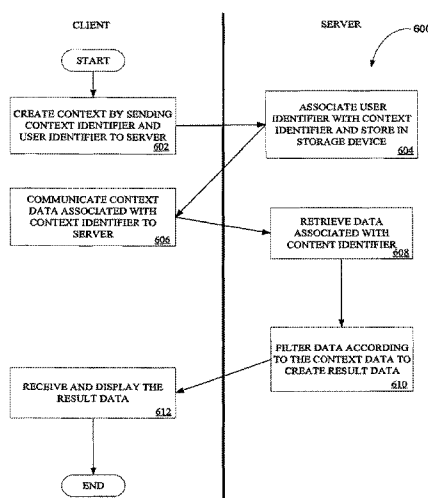 CLIENT
SERVER
600
START
CREATE CONTEXT BY SENDING
CONTEXT IDENTIFIER AND
USER IDENTIFIER TO SERVER
602
ASSOCIATE USER
IDENTIFIER WITH CONTEXT
IDENTIFIER AND STORE IN
STORAGE DEVICE
604
COMMUNICATE CONTEXT
DATA ASSOCIATED WITH
CONTEXT IDENTIFIER TO
SERVER
606
RETRIEVE DATA
ASSOCIATED WITH
CONTENT IDENTIFIER
608
FILTER DATA ACCORDING
TO THE CONTEXT DATA TO
CREATE RESULT DATA
610
RECEIVE AND DISPLAY THE
RESULT DATA
612
END